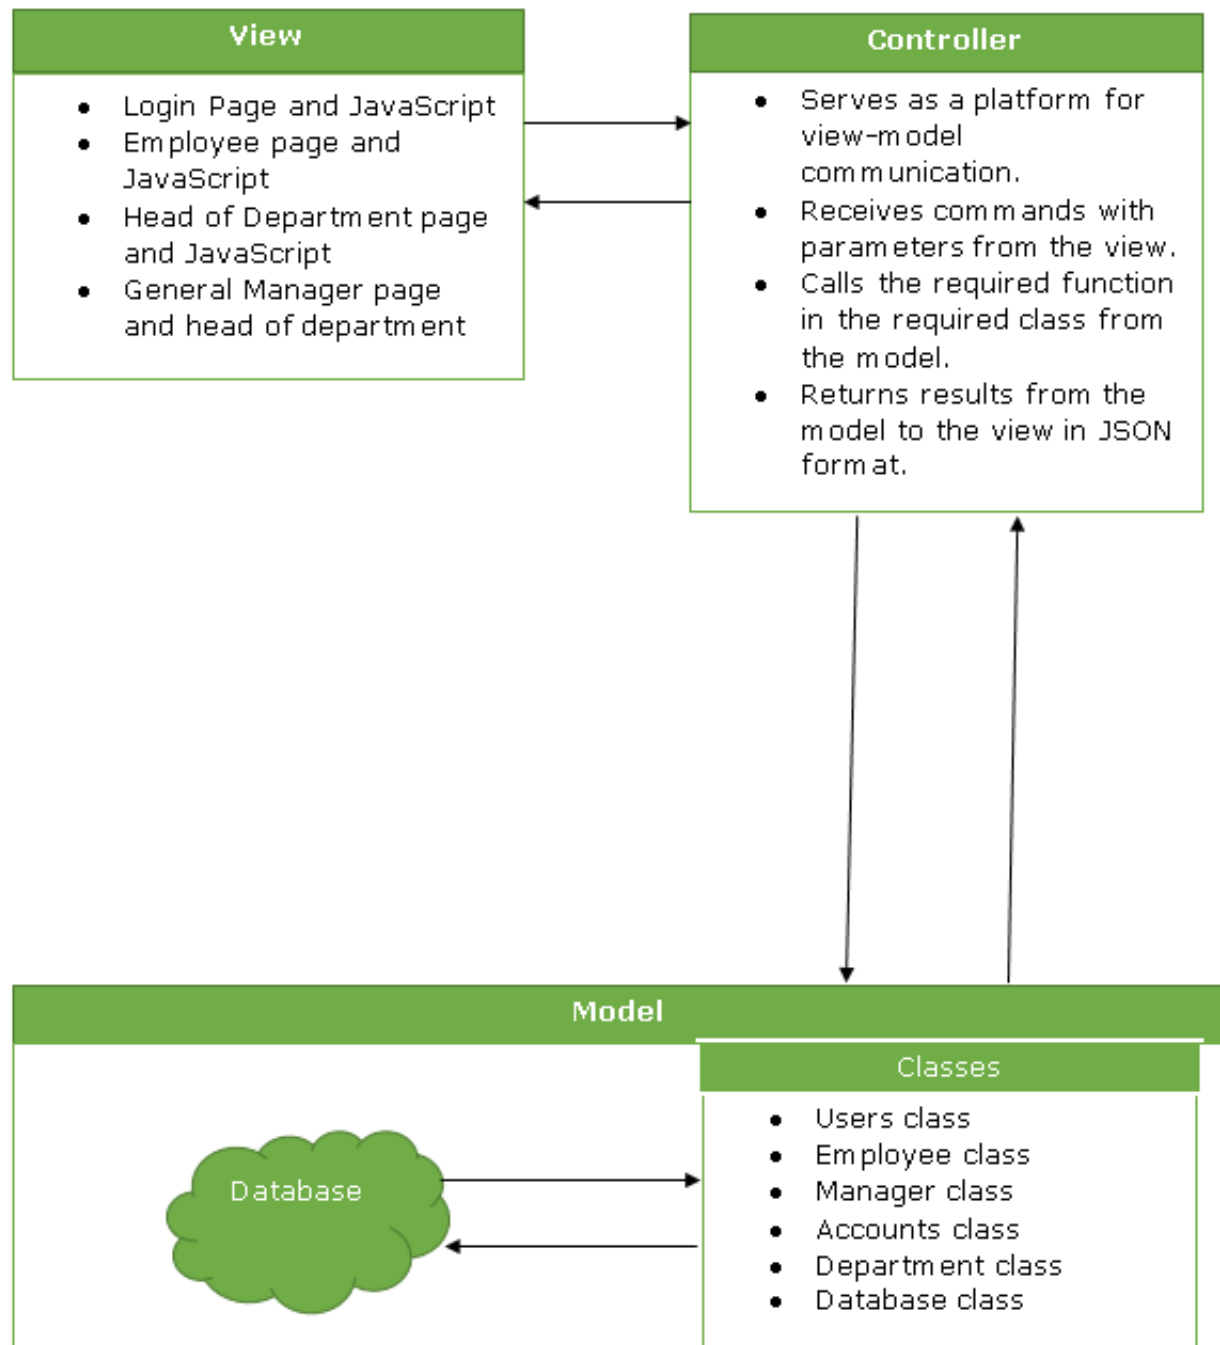 View
Login Page and JavaScript
Employee page and
JavaScript
Head of Department page
and JavaScript
General Manager page
and head of department
Controller
Serves as a platform for
view-model
communication.
Receives commands with
parameters from the view.
Calls the required function
in the required class from
the model.
Returns results from the
model to the view in JSON
format.
Model
Database
Classes
Users class
Employee class
Manager class
Accounts class
Department class
Database class